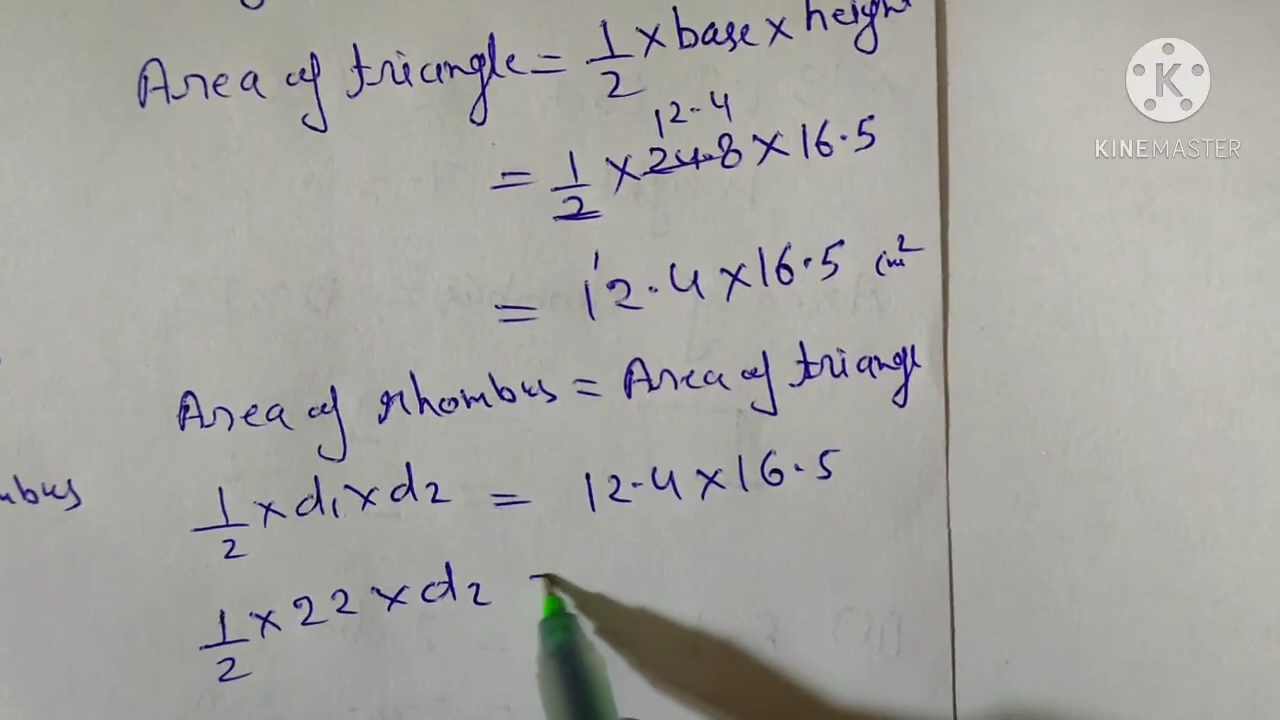 Area of triangle = 1/2 × base × height
12.4
= 1/2 × 24.8 × 16.5
= 12.4 × 16.5 cm²
Area of rhombus = Area of triangl
1/2 × d₁ × d₂ = 12.4 × 16.5
1/2 × 22 × d₂
K
KINEMASTER